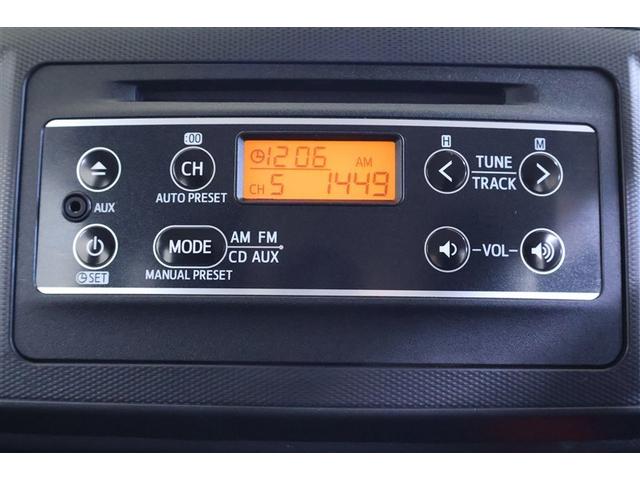 :00
CH
AUTO PRESET
AUX
SET
MODE
MANUAL PRESET
AM FM
CD AUX
12:06 AM
CH 5 1449
H M
TUNE
TRACK
-VOL-